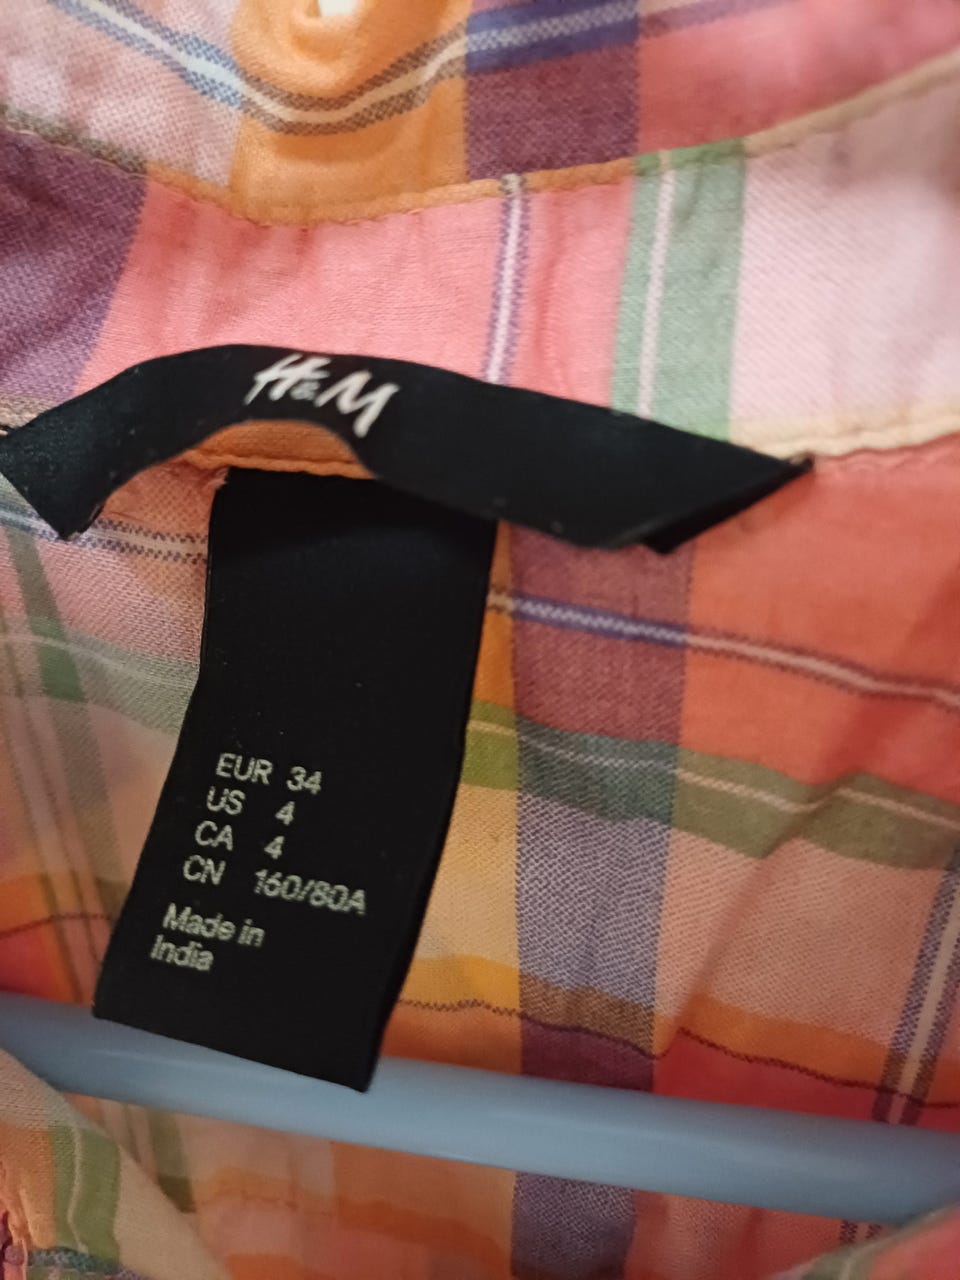 H&M
EUR 34
US 4
CA 4
CN 160/80A
Made in
India